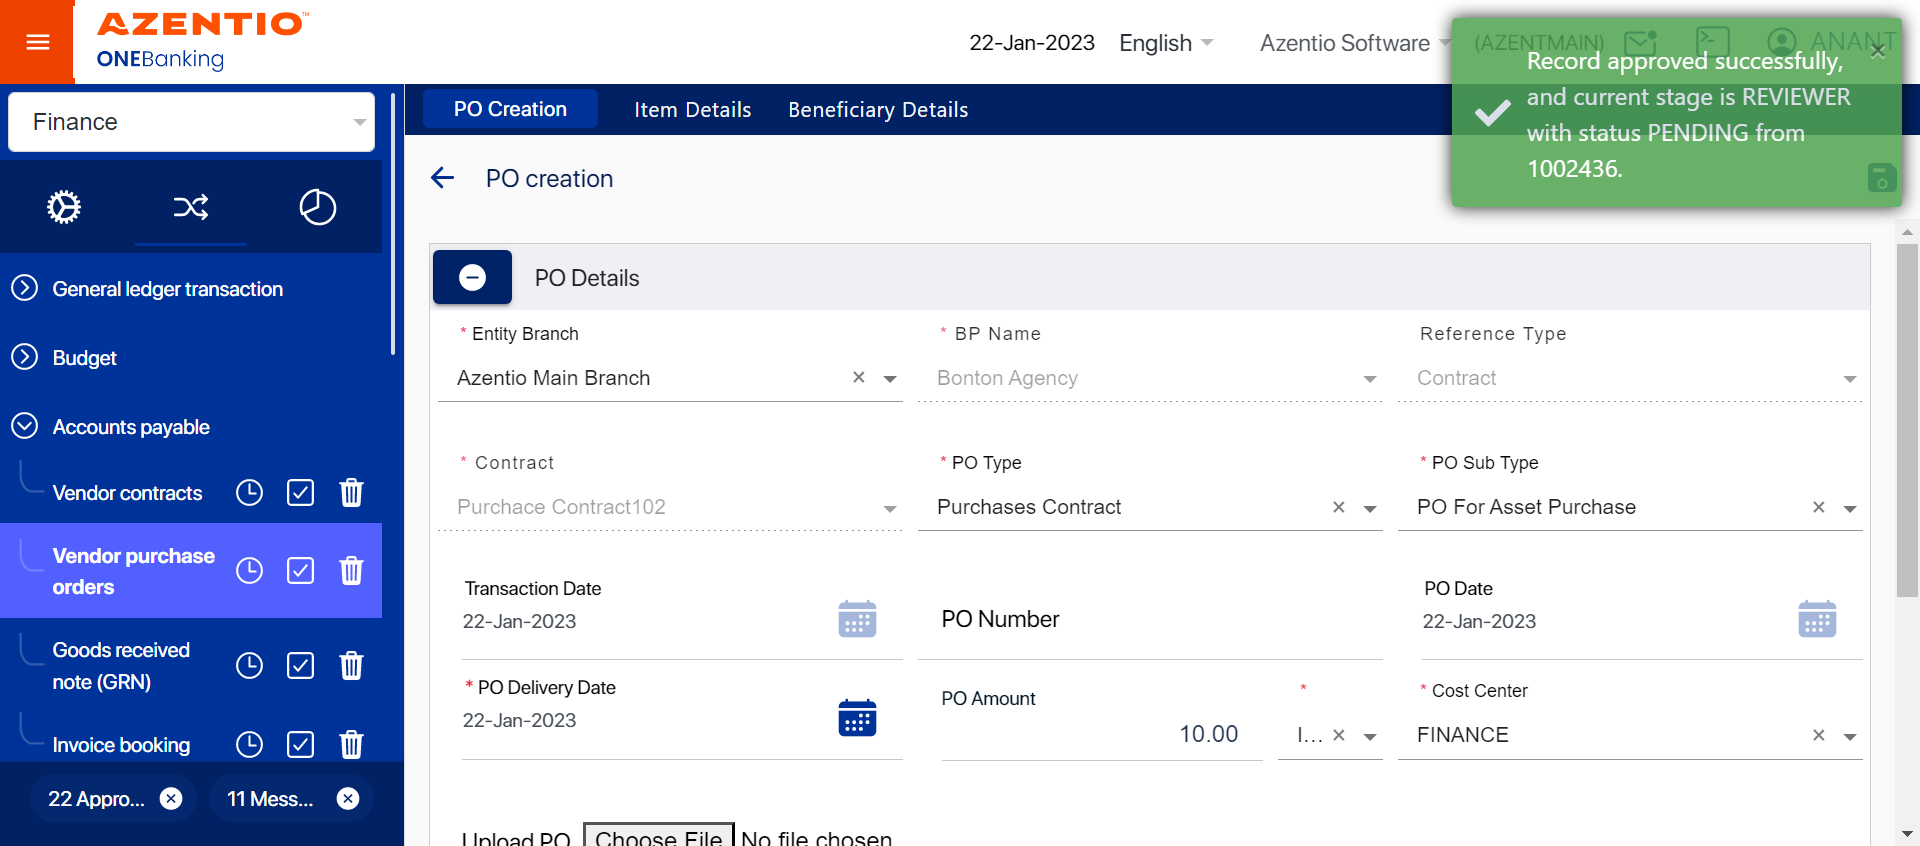 AZENTIO™
ONEBanking
22-Jan-2023 English Azentio Software (AZENTMAIN) ANANT
Record approved successfully,
and current stage is REVIEWER
with status PENDING from
1002436.
Finance
PO Creation Item Details Beneficiary Details
PO creation
General ledger transaction
Budget
Accounts payable
Vendor contracts
Vendor purchase
orders
Goods received
note (GRN)
Invoice booking
22 Appro...
11 Mess...
PO Details
* Entity Branch * BP Name Reference Type
Azentio Main Branch Bonton Agency Contract
* Contract * PO Type * PO Sub Type
Purchace Contract102 Purchases Contract PO For Asset Purchase
Transaction Date PO Date
22-Jan-2023 PO Number 22-Jan-2023
* PO Delivery Date PO Amount * * Cost Center
22-Jan-2023 10.00 I... FINANCE
Upload PO Choose File No file chosen